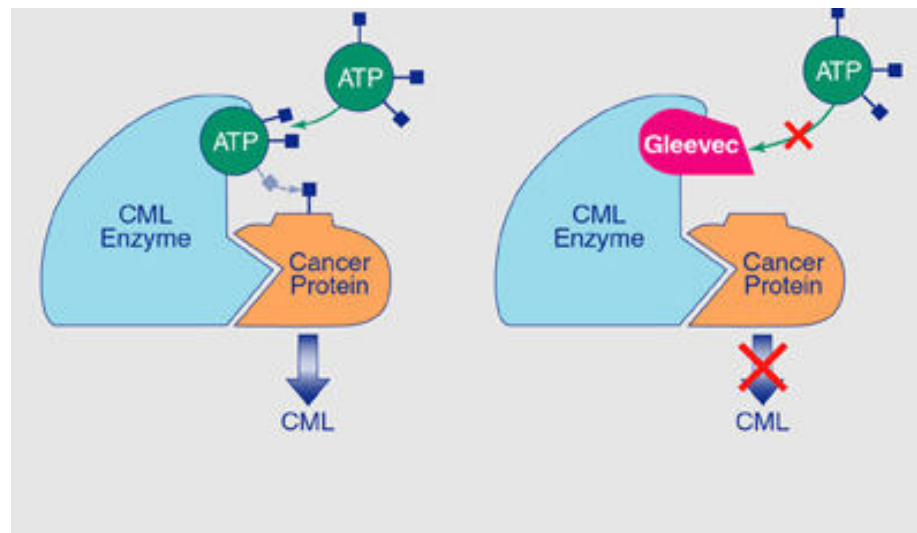 ATP
ATP
CML
Enzyme
Cancer
Protein
CML
ATP
Gleevec
CML
Enzyme
Cancer
Protein
CML